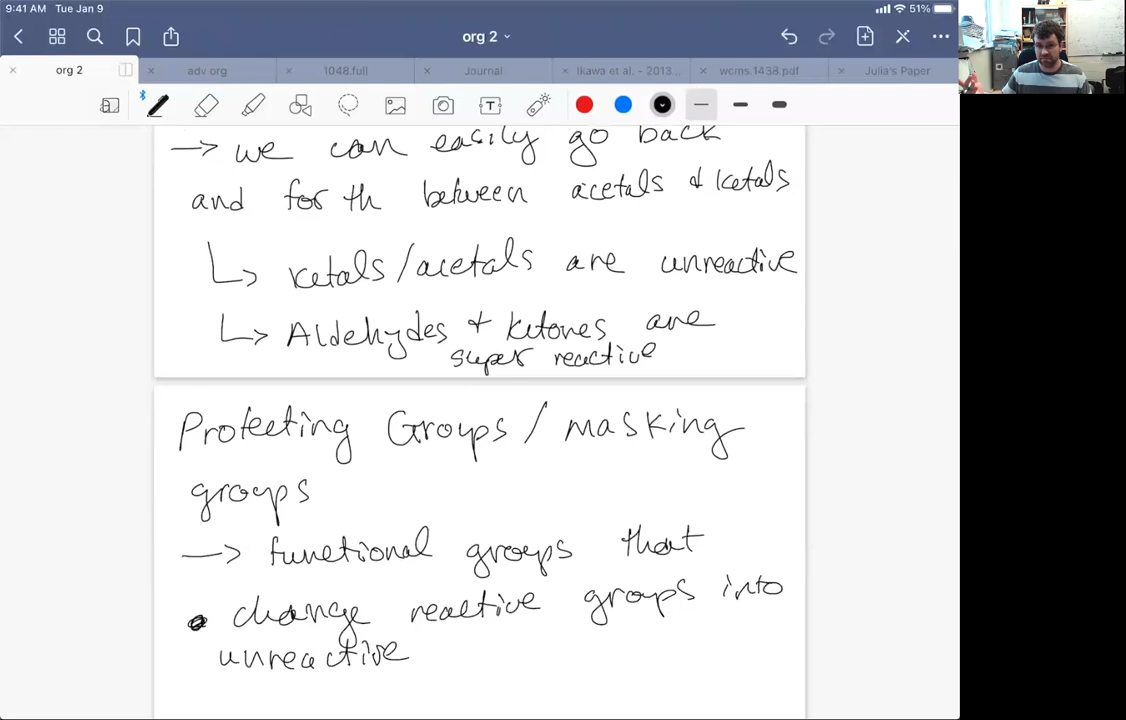 9:41 AM Tue Jan 9
51%
org 2
org 2
adv org
1048.full
Journal
Ikawa et al. - 2013...
wcms.1438.pdf
Julia's Paper
→ we can easily go back
and forth between acetals & ketals
↳ ketals/acetals are unreactive
↳ Aldehydes + ketones are
super reactive
Protecting Groups / masking
groups
→ functional groups that
change reactive groups into
unreactive